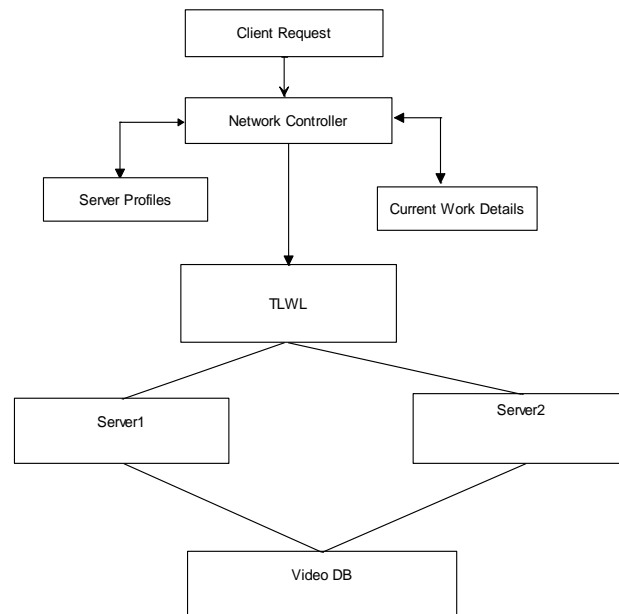 Client Request
Network Controller
Server Profiles
Current Work Details
TLWL
Server1
Server2
Video DB